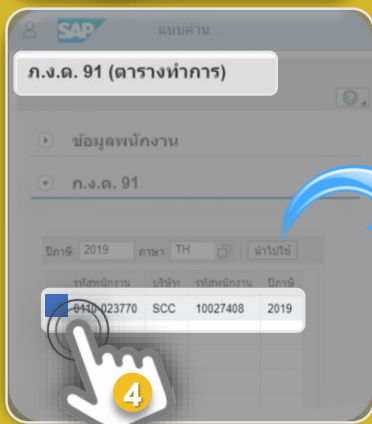 SAP แบบค่าน...
ภ.ง.ด. 91 (ตารางทำการ)
ข้อมูลพนักงาน
ภ.ง.ด. 91
ปีภาษี: 2019 ภาษา: TH นำไปใช้
รหัสพนักงาน บริษัท รหัสพนักงาน ปีภาษี
0110-023770 SCC 10027408 2019
4